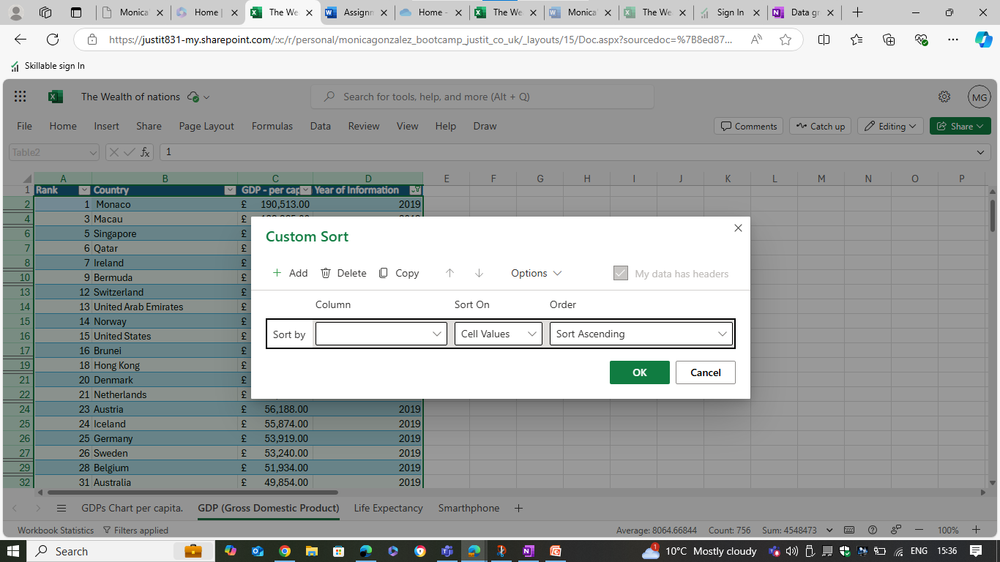 Monica
Home |
The We
Assignn
Home -
The We
Monica
The We
Sign In
Data gr
https://justit831-my.sharepoint.com/:x:/r/personal/monicagonzalez_bootcamp_justit_co_uk/_layouts/15/Doc.aspx?sourcedoc=%7B8ed87...
Skillable sign In
The Wealth of nations
Search for tools, help, and more (Alt + Q)
MG
File Home Insert Share Page Layout Formulas Data Review View Help Draw
Comments Catch up Editing Share
Table2 fx 1
A B C D E F G H I J K L M N O P
1 Rank Country GDP - per cap Year of Information
2 1 Monaco £ 190,513.00 2019
4 3 Macau £
6 5 Singapore £
7 6 Qatar £
8 7 Ireland £
10 9 Bermuda £
13 12 Switzerland £
14 13 United Arab Emirates £
15 14 Norway £
16 15 United States £
17 16 Brunei £
19 18 Hong Kong £
21 20 Denmark £
22 21 Netherlands £
24 23 Austria £ 56,188.00 2019
25 24 Iceland £ 55,874.00 2019
26 25 Germany £ 53,919.00 2019
27 26 Sweden £ 53,240.00 2019
29 28 Belgium £ 51,934.00 2019
32 31 Australia £ 49,854.00 2019
Custom Sort
Add Delete Copy Options My data has headers
Column Sort On Order
Sort by Cell Values Sort Ascending
OK Cancel
GDPs Chart per capita. GDP (Gross Domestic Product) Life Expectancy Smarthphone
Workbook Statistics Filters applied Average: 8064.66844 Count: 756 Sum: 4548473 100%
Search
1 10°C Mostly cloudy ENG 15:36